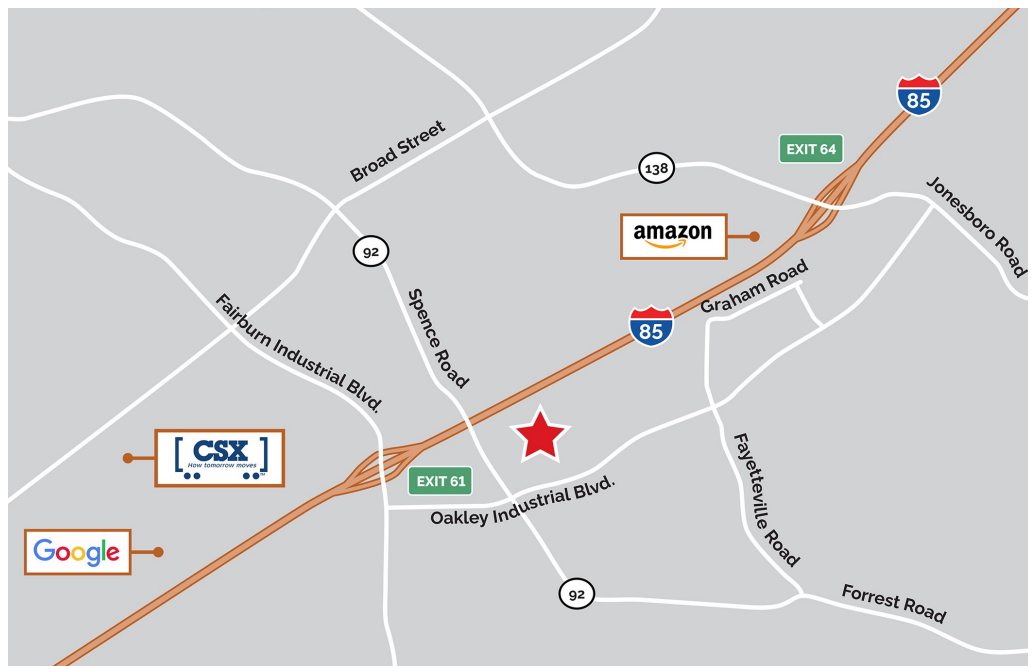 85
EXIT 64
Broad Street
138
Jonesboro Road
amazon
92
Graham Road
Spence Road
85
Fairburn Industrial Blvd.
CSX
How tomorrow moves
TM
EXIT 61
Fayetteville Road
Oakley Industrial Blvd.
Google
92
Forrest Road